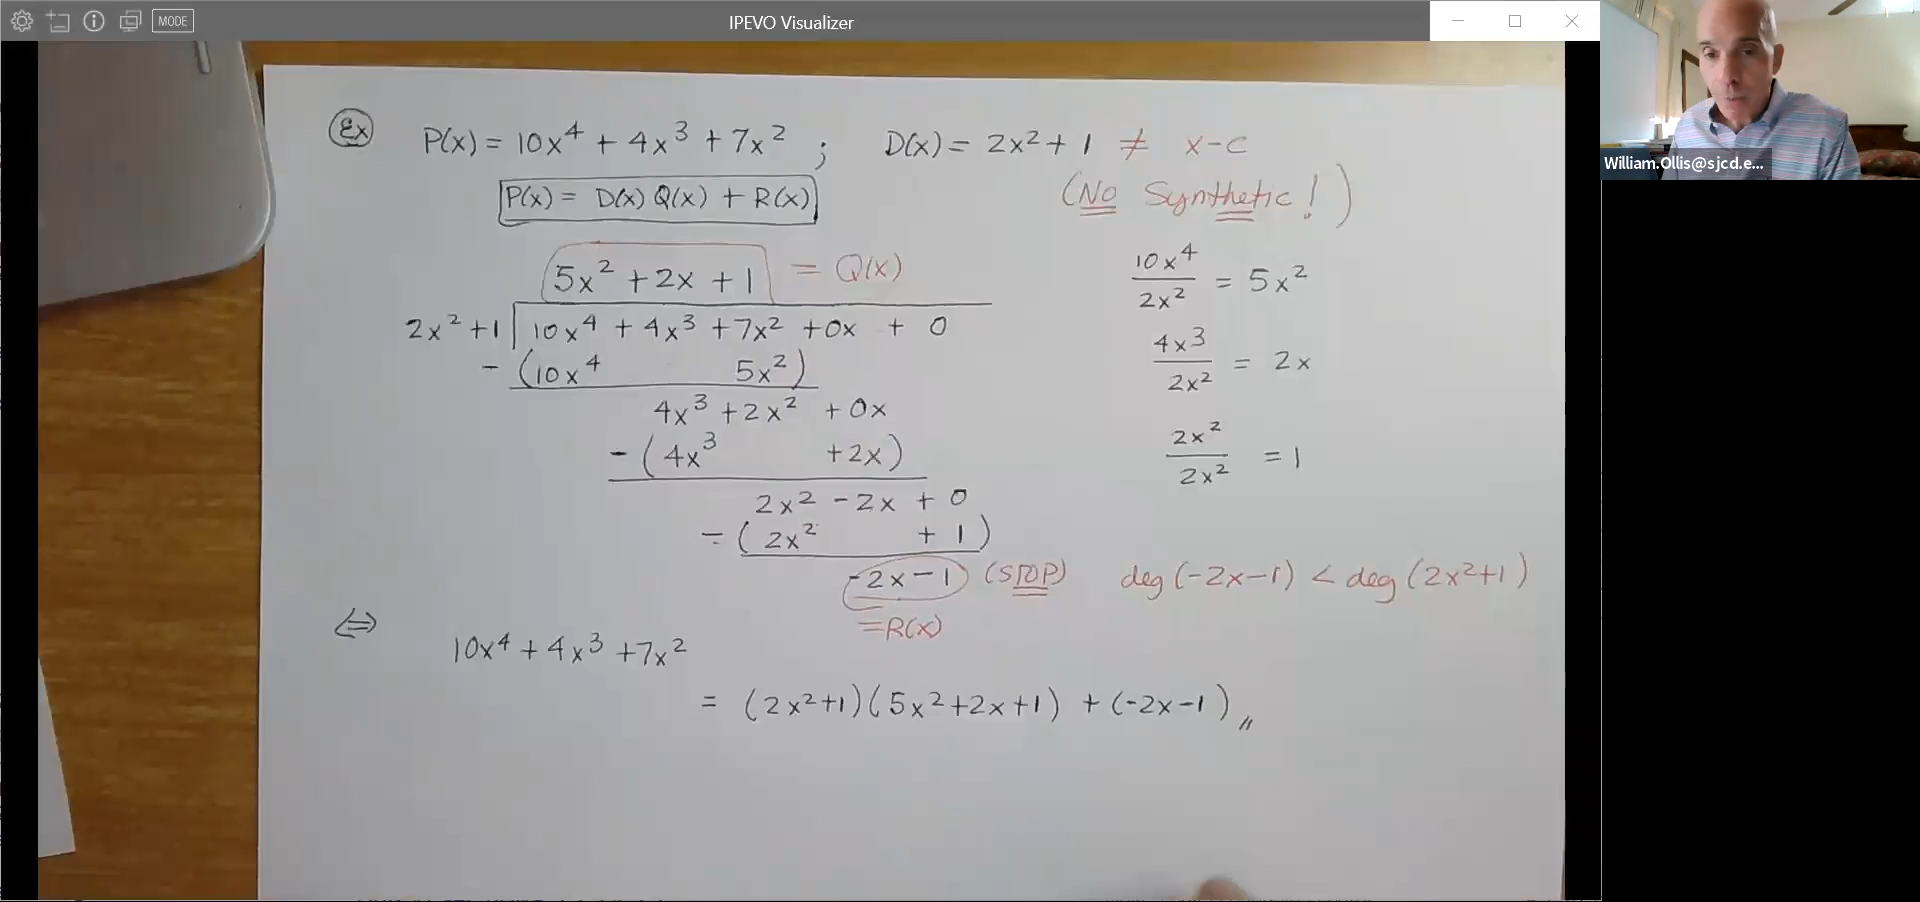 MODE
IPEVO Visualizer
William.Ollis@sjcd.e...
Ex P(x) = 10x⁴ + 4x³ + 7x² ; D(x) = 2x² + 1 ≠ x-c
P(x) = D(x) Q(x) + R(x)
(No Synthetic!)
5x² + 2x + 1 = Q(x)
2x² + 1 | 10x⁴ + 4x³ + 7x² + 0x + 0
- (10x⁴ 5x²)
4x³ + 2x² + 0x
- (4x³ + 2x)
2x² - 2x + 0
- (2x² + 1)
-2x - 1 (STOP) deg(-2x-1) < deg(2x²+1)
= R(x)
10x⁴/2x² = 5x²
4x³/2x² = 2x
2x²/2x² = 1
⇔
10x⁴ + 4x³ + 7x²
= (2x²+1)(5x²+2x+1) + (-2x-1)〃